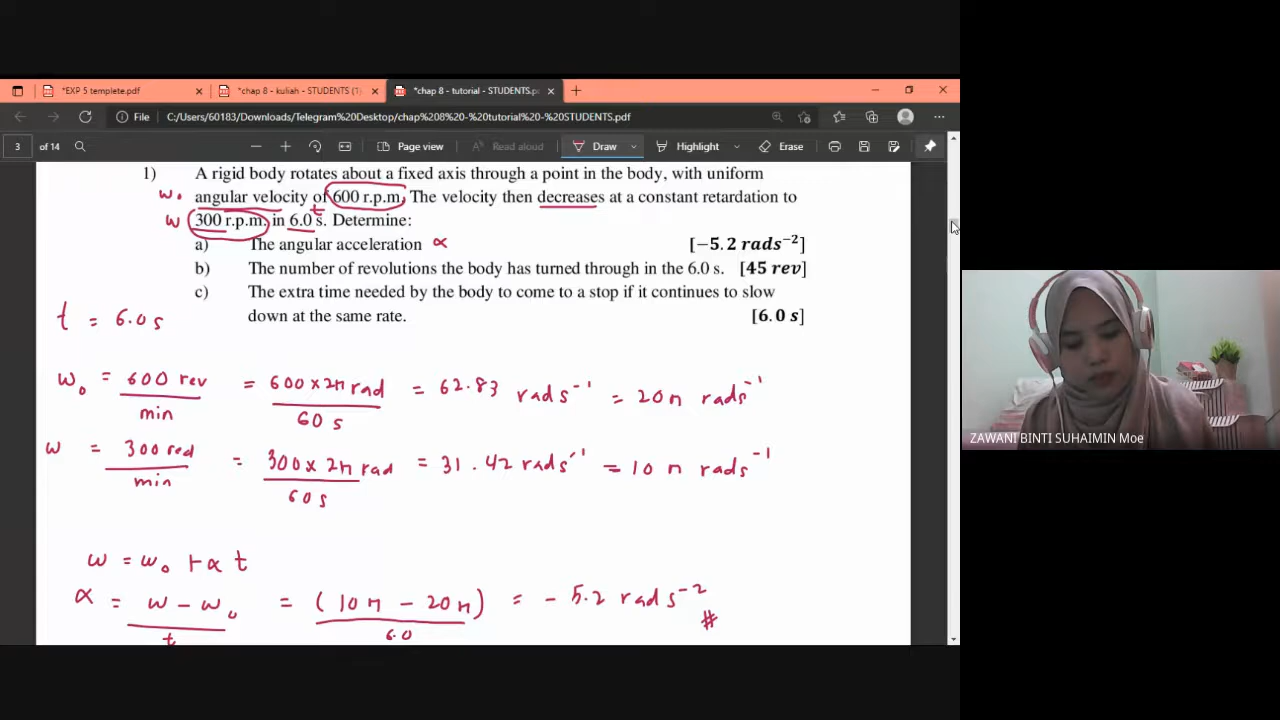 *EXP 5 templete.pdf
*chap 8 - kuliah - STUDENTS (1)
*chap 8 - tutorial - STUDENTS.p
File C:/Users/60183/Downloads/Telegram%20Desktop/chap%208%20-%20tutorial%20-%20STUDENTS.pdf
3 of 14 Page view Read aloud Draw Highlight Erase
1) A rigid body rotates about a fixed axis through a point in the body, with uniform
ω₀ angular velocity of 600 r.p.m. The velocity then decreases at a constant retardation to
t
ω 300 r.p.m. in 6.0 s. Determine:
a) The angular acceleration α [−5.2 rads⁻²]
b) The number of revolutions the body has turned through in the 6.0 s. [45 rev]
c) The extra time needed by the body to come to a stop if it continues to slow
down at the same rate. [6.0 s]
t = 6.0 s
ω₀ = 600 rev / min = 600 × 2π rad / 60 s = 62.83 rads⁻¹ = 20π rads⁻¹
ω = 300 red / min = 300 × 2π rad / 60 s = 31.42 rads⁻¹ = 10 π rads⁻¹
ω = ω₀ + α t
α = ω − ω₀ / t = (10π − 20π) / 6.0 = − 5.2 rad s⁻² #
ZAWANI BINTI SUHAIMIN Moe